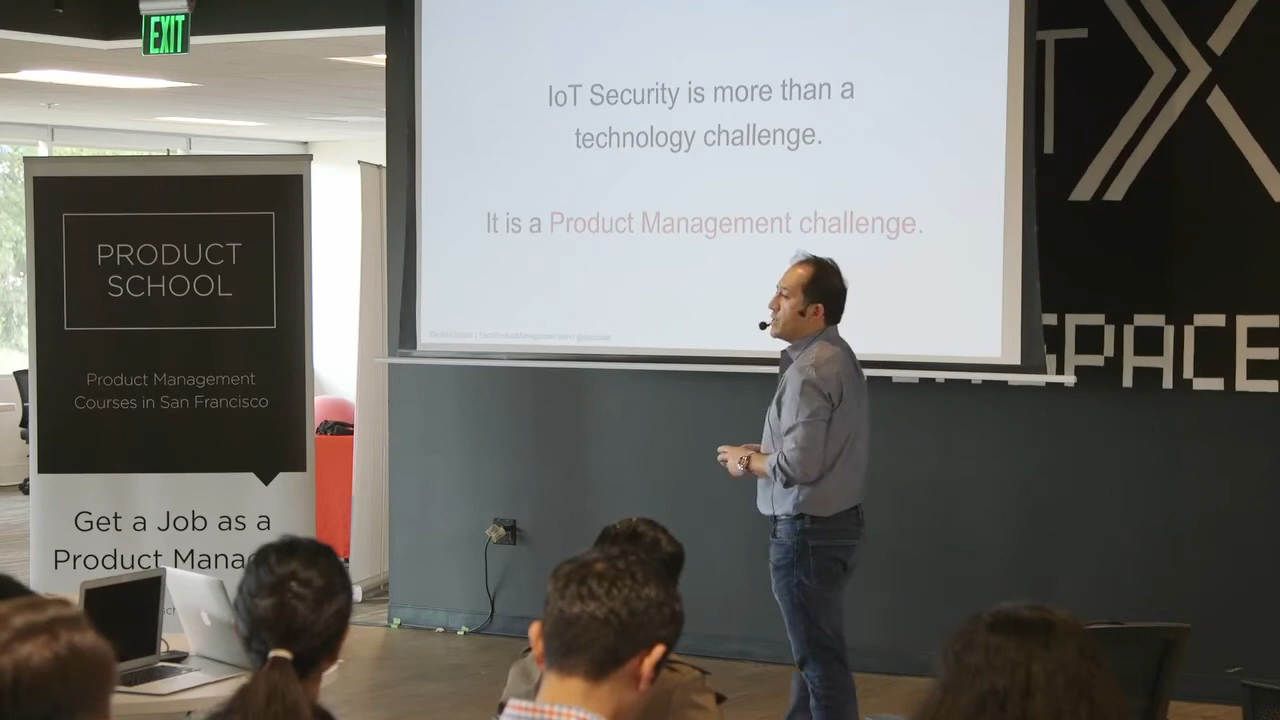 EXIT
IoT Security is more than a
technology challenge.
It is a Product Management challenge.
PRODUCT
SCHOOL
Product Management
Courses in San Francisco
Get a Job as a
Product
T
SPACE